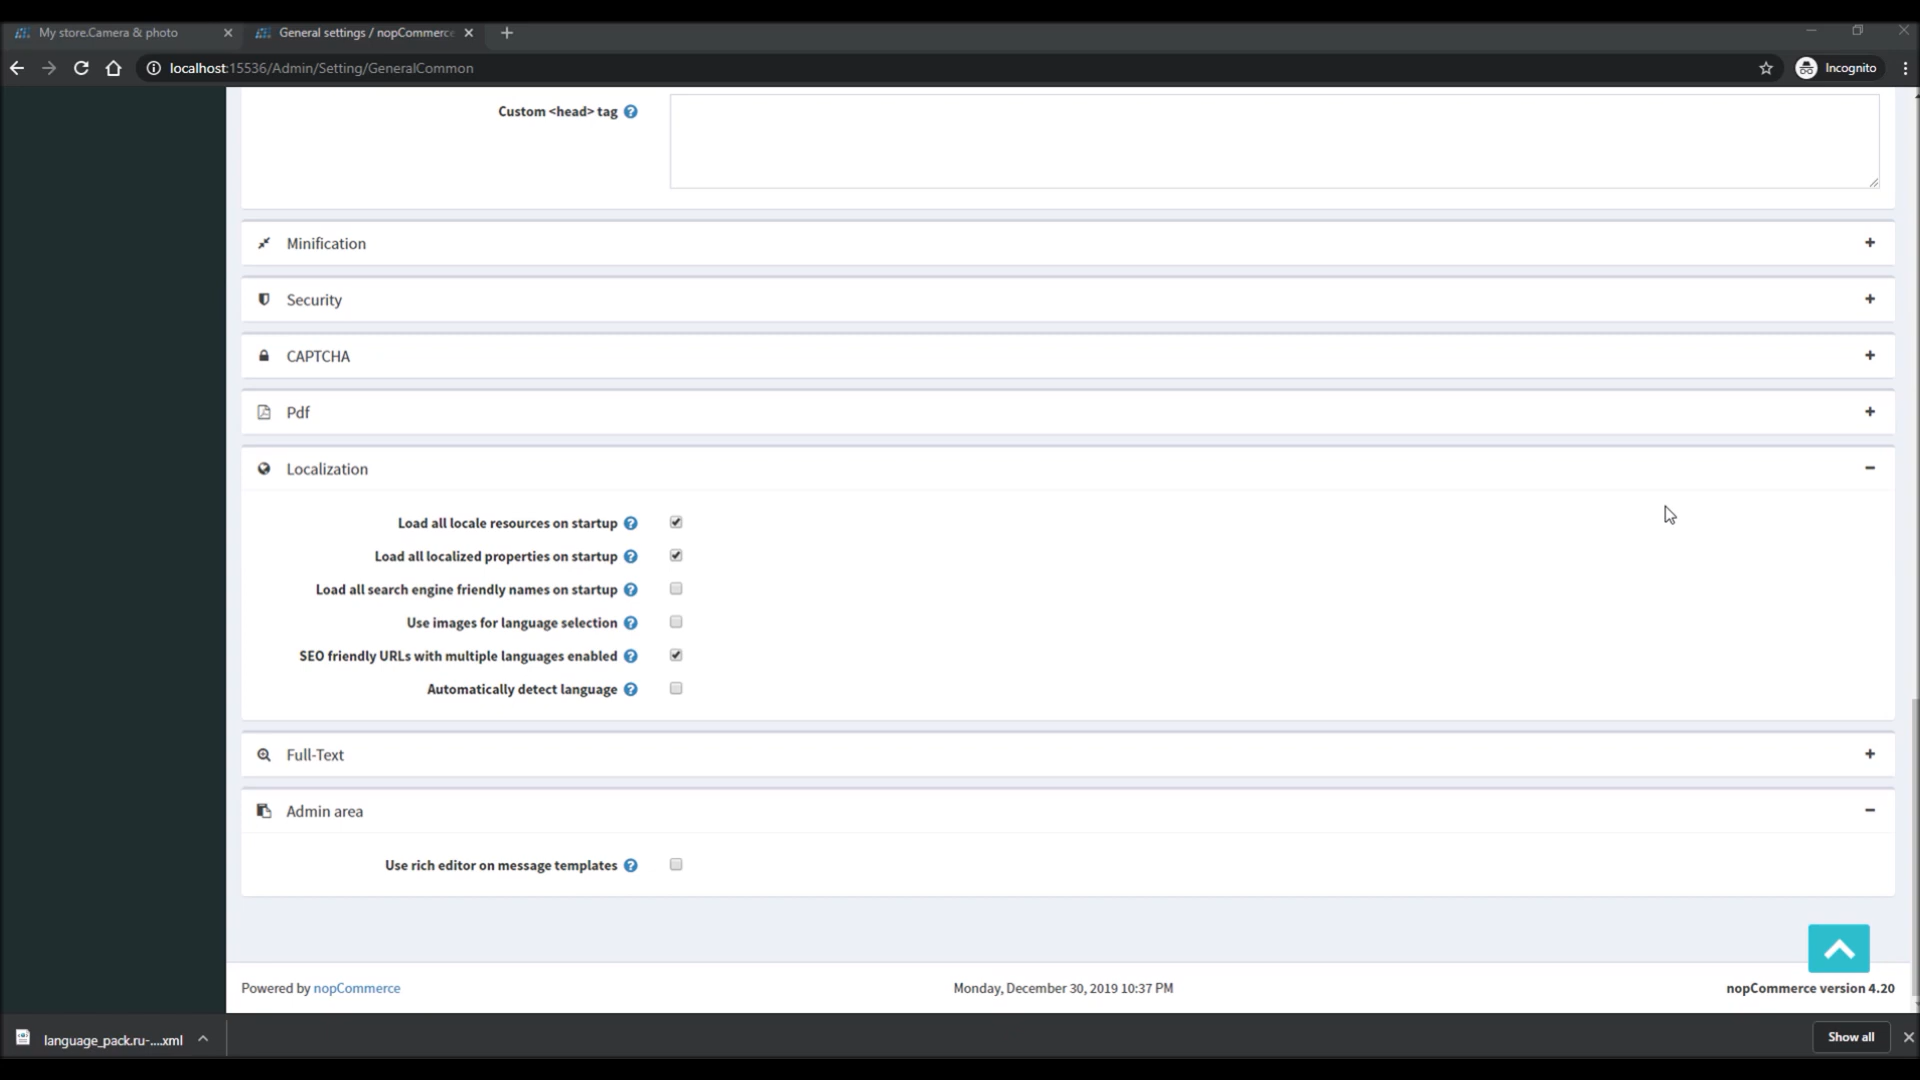 My store.Camera & photo
General settings / nopCommerce
localhost:15536/Admin/Setting/GeneralCommon
Incognito
Custom <head> tag
Minification
Security
CAPTCHA
Pdf
Localization
Load all locale resources on startup
Load all localized properties on startup
Load all search engine friendly names on startup
Use images for language selection
SEO friendly URLs with multiple languages enabled
Automatically detect language
Full-Text
Admin area
Use rich editor on message templates
Powered by nopCommerce
Monday, December 30, 2019 10:37 PM
nopCommerce version 4.20
language_pack.ru-....xml
Show all